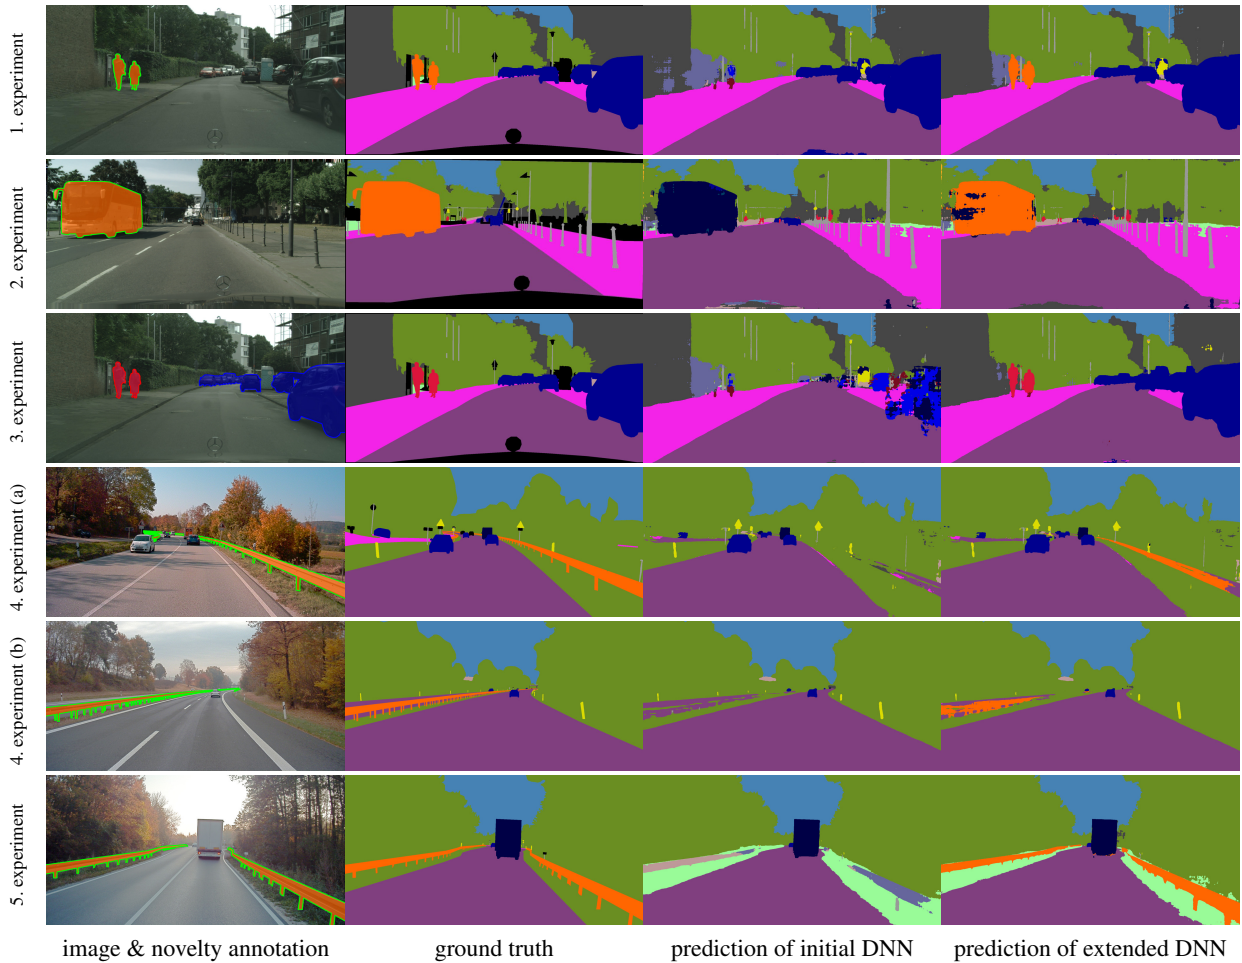 1. experiment
2. experiment
3. experiment
4. experiment (a)
4. experiment (b)
5. experiment
image & novelty annotation
ground truth
prediction of initial DNN
prediction of extended DNN